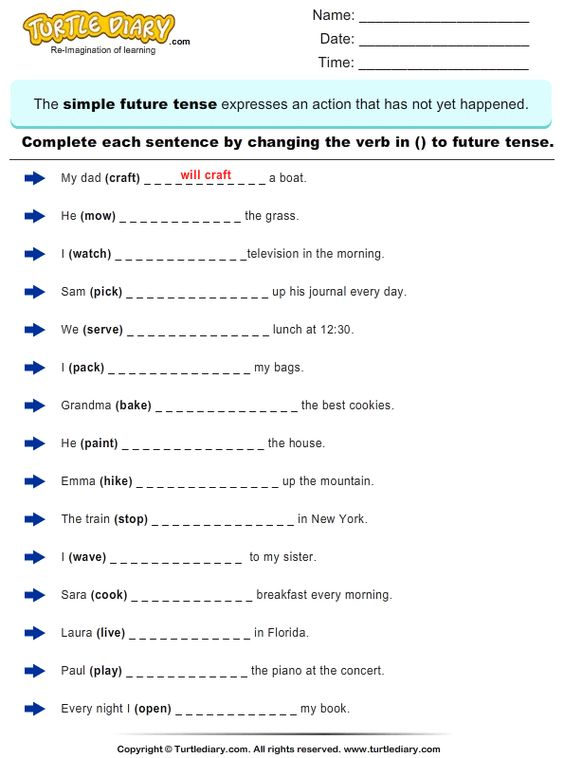 TURTLE DIARY.com
Re-Imagination of learning
Name: ____________________
Date: ____________________
Time: ____________________
The simple future tense expresses an action that has not yet happened.
Complete each sentence by changing the verb in () to future tense.
My dad (craft) _ _ _ will craft _ _ _ a boat.
He (mow) _ _ _ _ _ _ _ _ _ _ _ _ the grass.
I (watch) _ _ _ _ _ _ _ _ _ _ _ _ _television in the morning.
Sam (pick) _ _ _ _ _ _ _ _ _ _ _ _ _ _ up his journal every day.
We (serve) _ _ _ _ _ _ _ _ _ _ _ _ _ _ lunch at 12:30.
I (pack) _ _ _ _ _ _ _ _ _ _ _ _ _ _ my bags.
Grandma (bake) _ _ _ _ _ _ _ _ _ _ _ _ _ _ the best cookies.
He (paint) _ _ _ _ _ _ _ _ _ _ _ _ _ _ the house.
Emma (hike) _ _ _ _ _ _ _ _ _ _ _ _ _ _ up the mountain.
The train (stop) _ _ _ _ _ _ _ _ _ _ _ _ _ _ in New York.
I (wave) _ _ _ _ _ _ _ _ _ _ _ _ _ to my sister.
Sara (cook) _ _ _ _ _ _ _ _ _ _ _ _ breakfast every morning.
Laura (live) _ _ _ _ _ _ _ _ _ _ _ _ in Florida.
Paul (play) _ _ _ _ _ _ _ _ _ _ _ _ the piano at the concert.
Every night I (open) _ _ _ _ _ _ _ _ _ _ _ _ my book.
Copyright © Turtlediary.com. All rights reserved. www.turtlediary.com